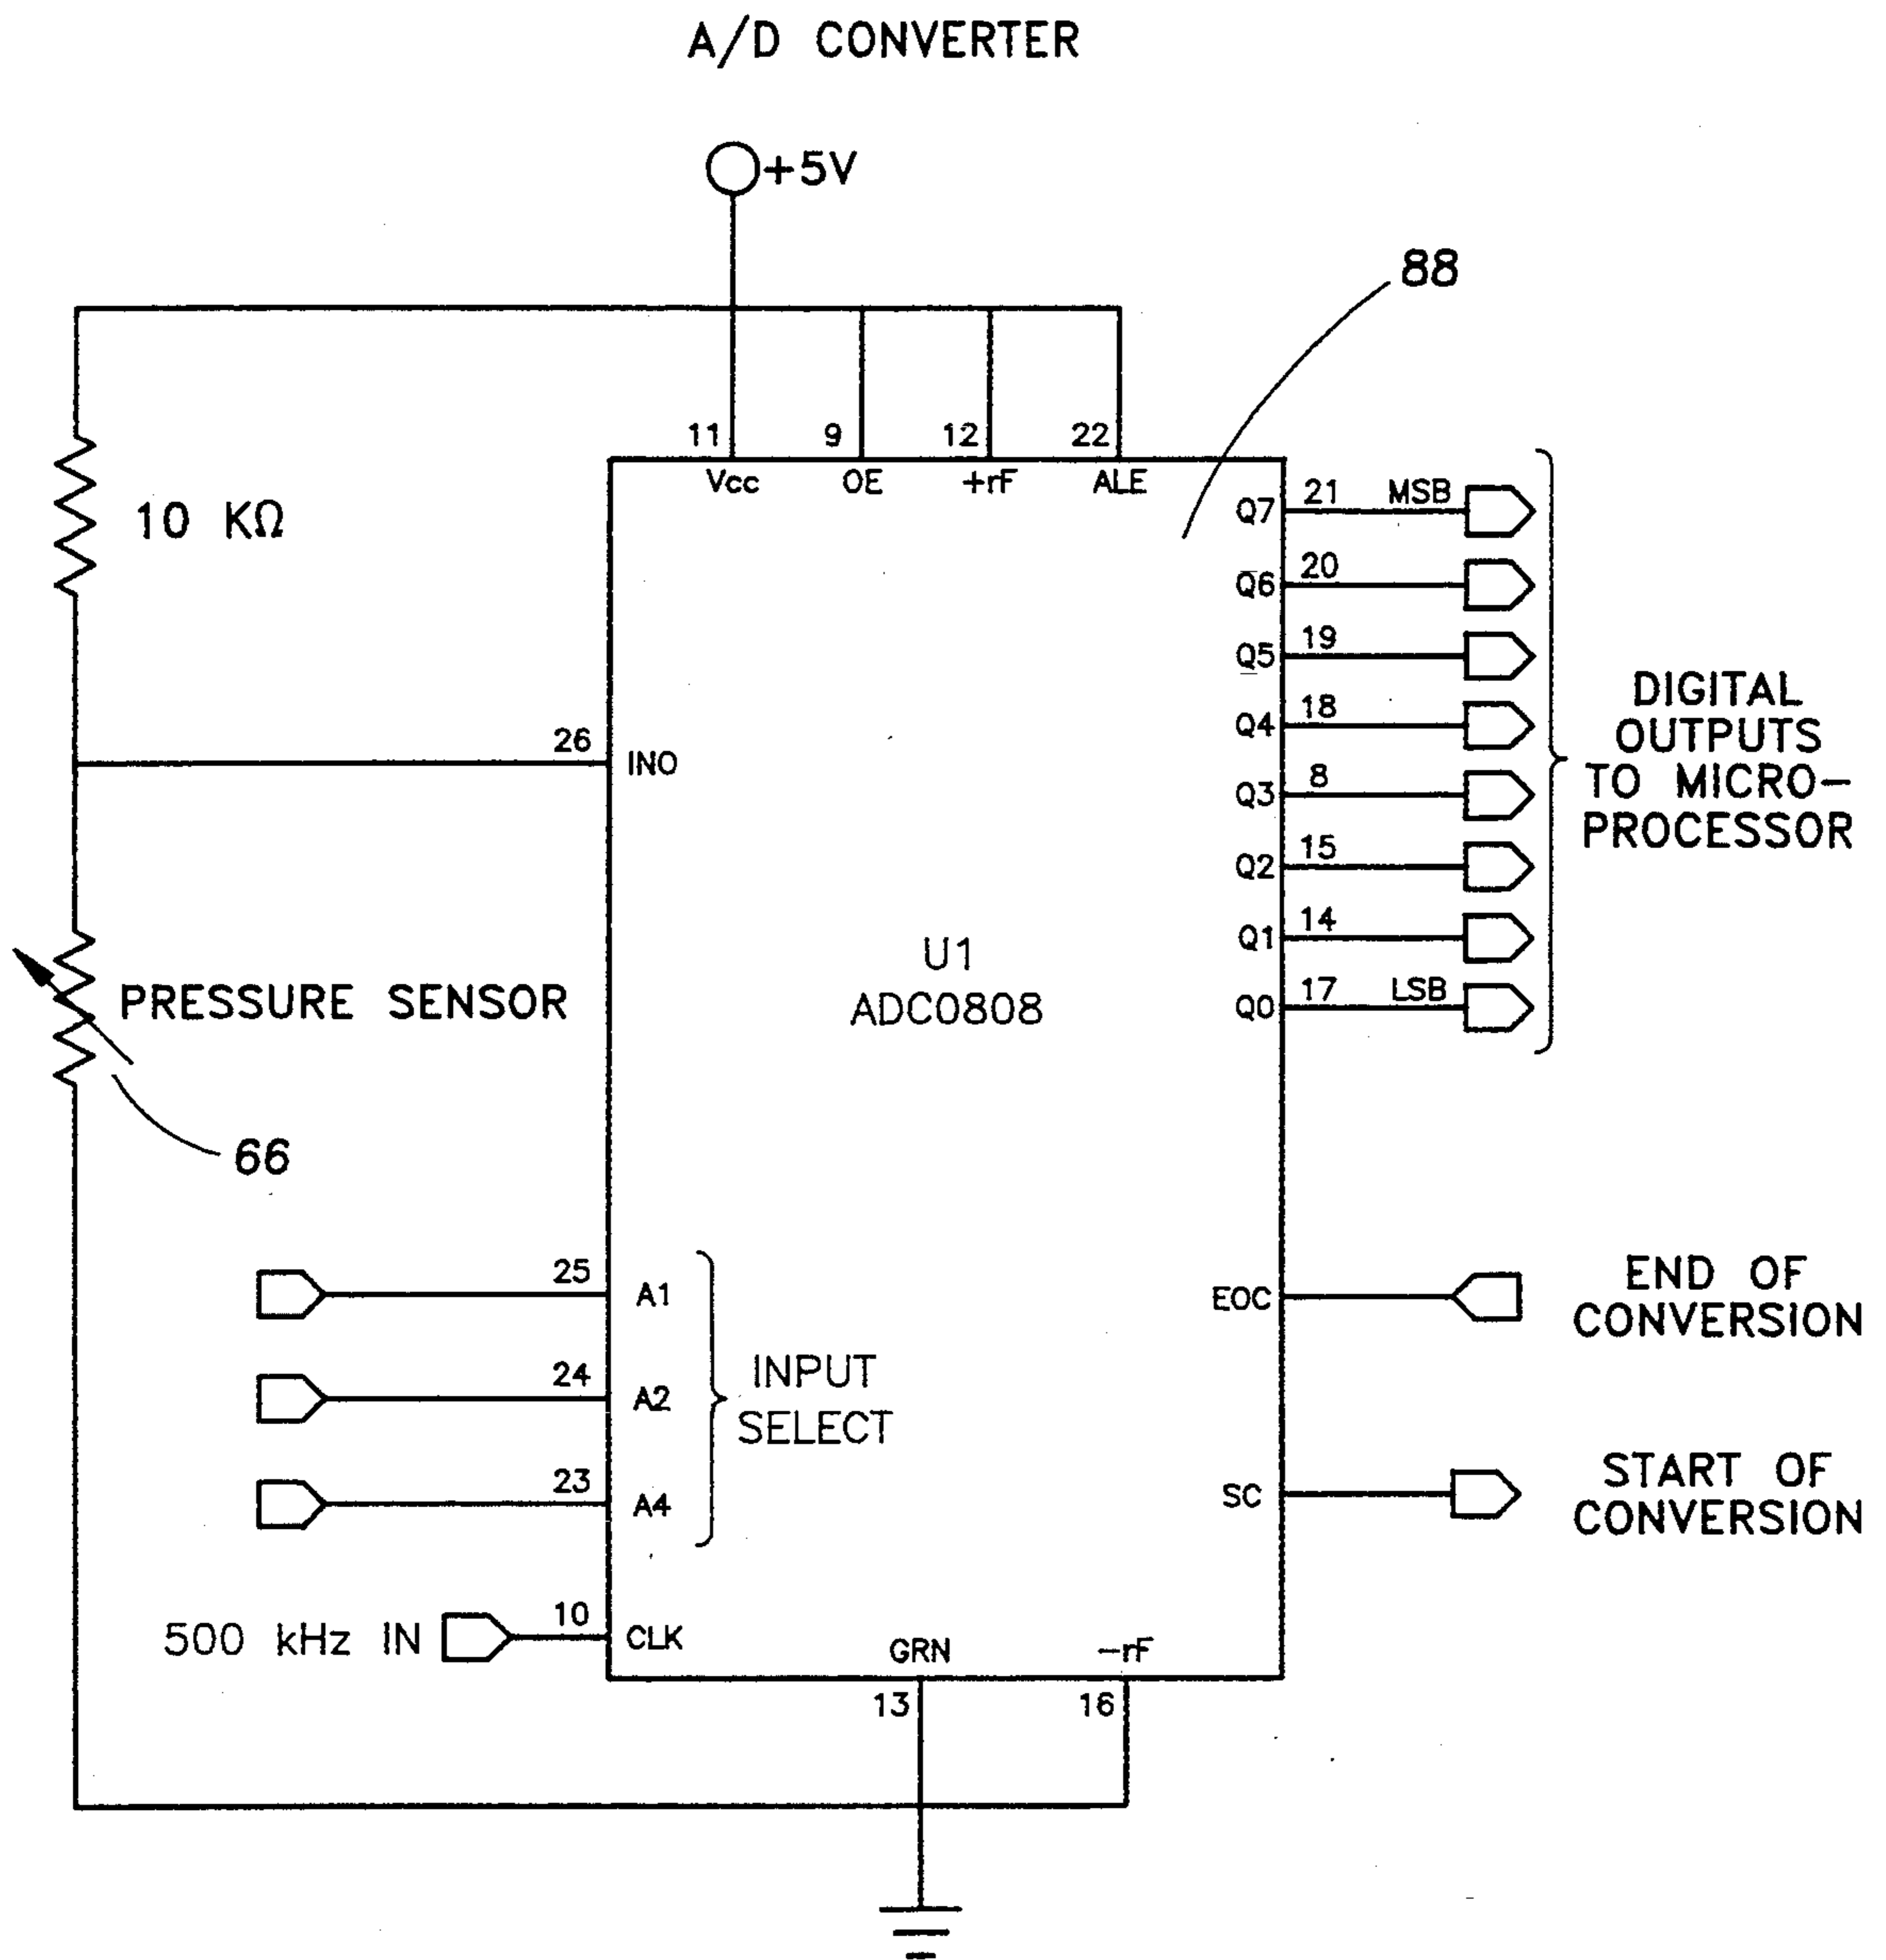 A/D CONVERTER
+5V
88
11
9
12
22
Vcc
OE
+rF
ALE
10 KΩ
Q7
21
MSB
Q6
20
Q5
19
Q4
18
Q3
8
Q2
15
Q1
14
Q0
17
LSB
DIGITAL
OUTPUTS
TO MICRO-
PROCESSOR
26
INO
U1
ADC0808
PRESSURE SENSOR
66
25
A1
24
A2
23
A4
INPUT
SELECT
EOC
END OF
CONVERSION
SC
START OF
CONVERSION
500 kHz IN
10
CLK
GRN
-rF
13
16